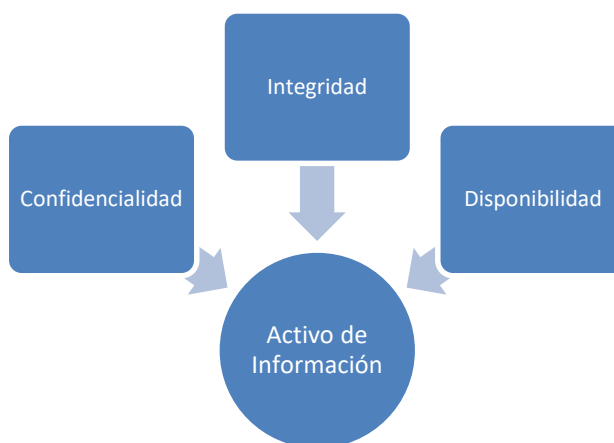 Integridad
Confidencialidad
Disponibilidad
Activo de
Información